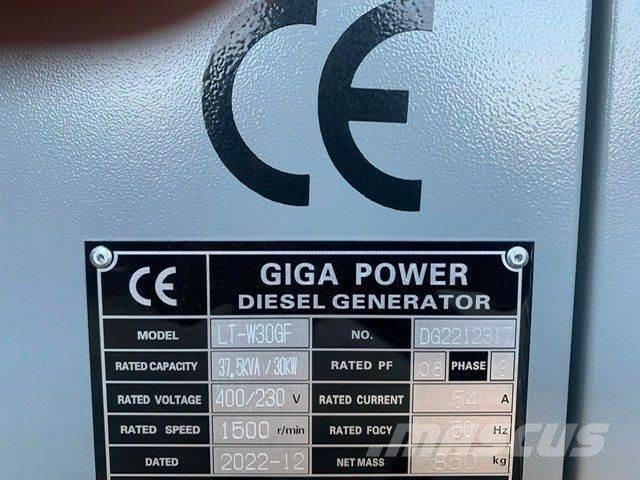 CE
CE GIGA POWER
DIESEL GENERATOR
MODEL LT-W30GF NO. DG2212317
RATED CAPACITY 37,5KVA/30KW RATED PF 0.8 PHASE 3
RATED VOLTAGE 400/230 V RATED CURRENT 54 A
RATED SPEED 1500 r/min RATED FQCY 50 Hz
DATED 2022-12 NET MASS 850 kg
mascus